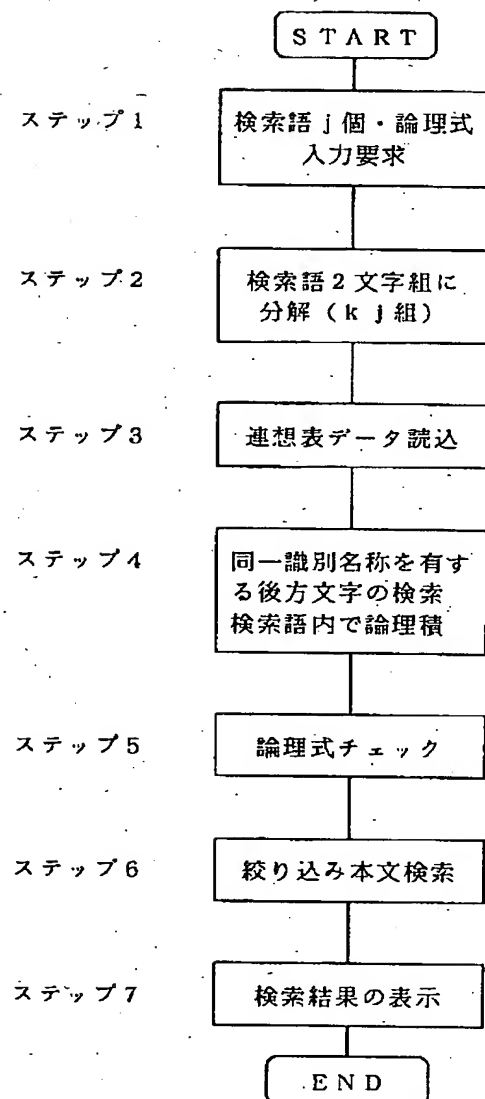 START
ステップ1
検索語j個・論理式
入力要求
ステップ2
検索語2文字組に
分解(kj組)
ステップ3
連想表データ読込
ステップ4
同一識別名称を有す
る後方文字の検索
検索語内で論理積
ステップ5
論理式チェック
ステップ6
絞り込み本文検索
ステップ7
検索結果の表示
END